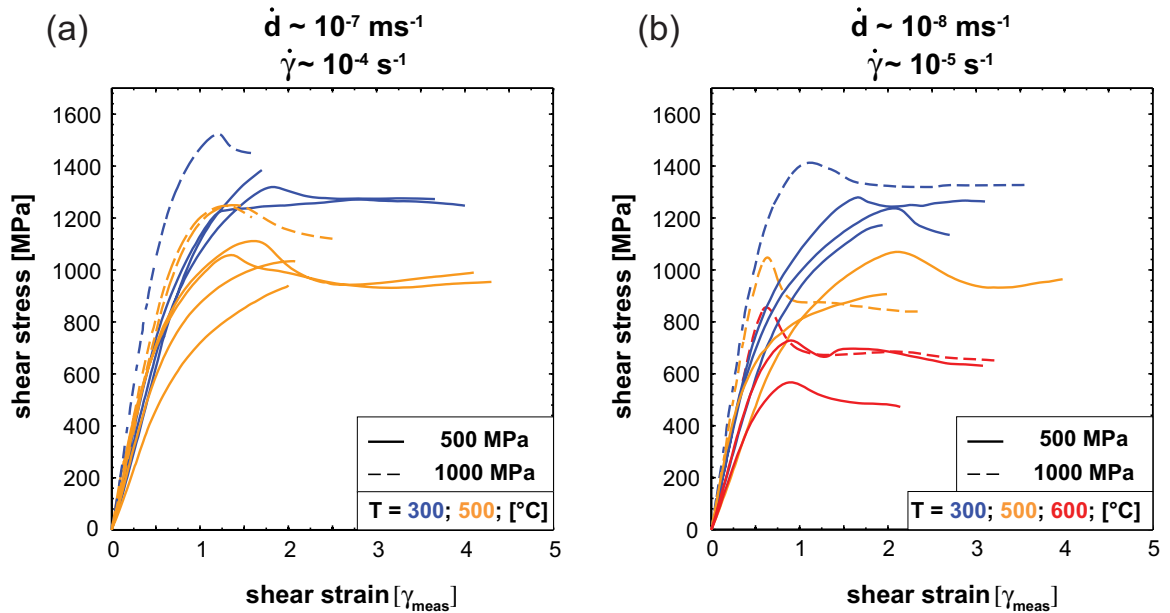 (a)
ḋ ~ 10⁻⁷ ms⁻¹
γ̇ ~ 10⁻⁴ s⁻¹
shear stress [MPa]
1600
1400
1200
1000
800
600
400
200
0
0 1 2 3 4 5
500 MPa
1000 MPa
T = 300; 500; [°C]
shear strain [γmeas]
(b)
ḋ ~ 10⁻⁸ ms⁻¹
γ̇ ~ 10⁻⁵ s⁻¹
shear stress [MPa]
1600
1400
1200
1000
800
600
400
200
0
0 1 2 3 4 5
500 MPa
1000 MPa
T = 300; 500; 600; [°C]
shear strain [γmeas]